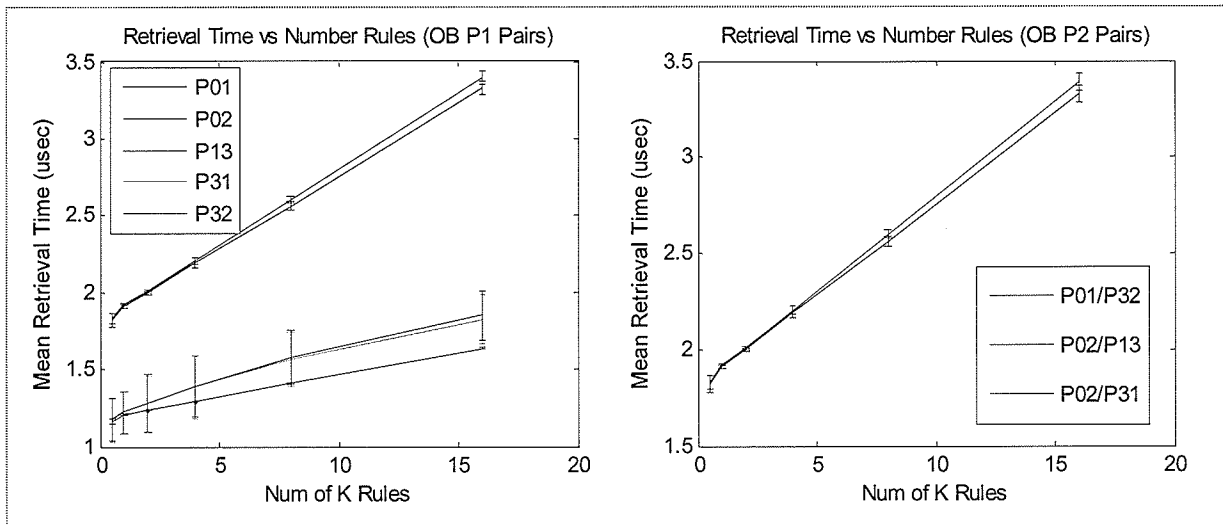 Retrieval Time vs Number Rules (OB P1 Pairs)
3.5
3
2.5
2
1.5
1
Mean Retrieval Time (usec)
P01
P02
P13
P31
P32
0
5
10
15
20
Num of K Rules
Retrieval Time vs Number Rules (OB P2 Pairs)
3.5
3
2.5
2
1.5
Mean Retrieval Time (usec)
P01/P32
P02/P13
P02/P31
0
5
10
15
20
Num of K Rules